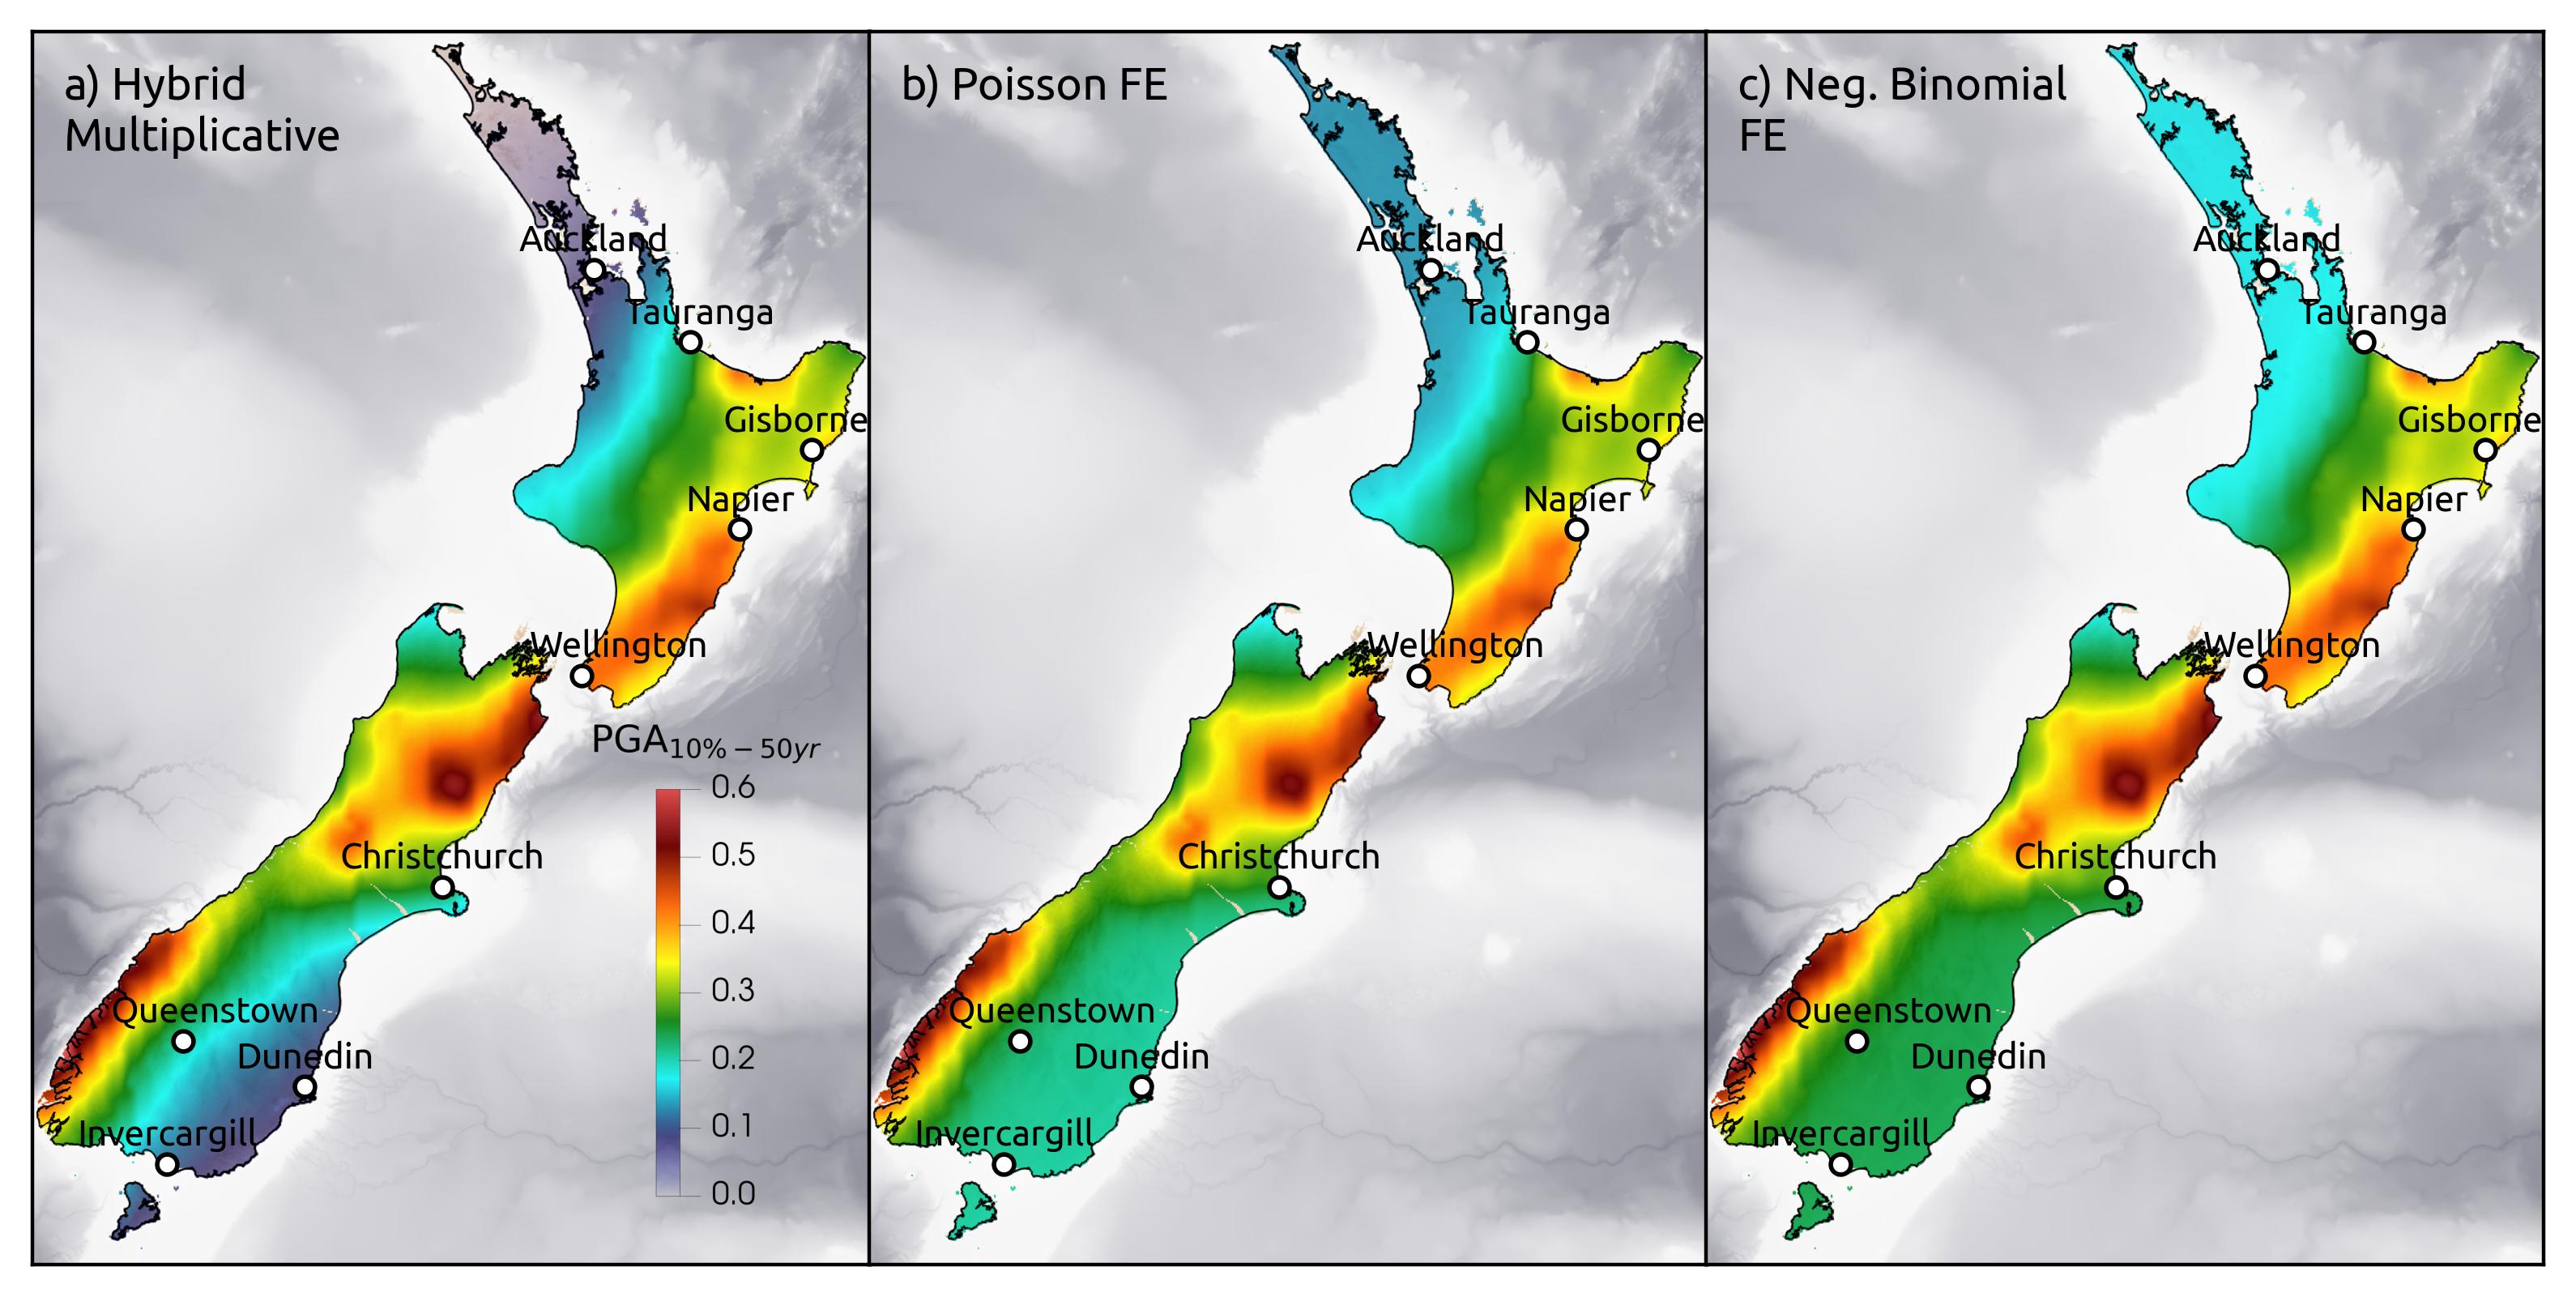 a) Hybrid
Multiplicative
Auckland
Tauranga
Gisborne
Napier
Wellington
PGA10% − 50yr
0.6
0.5
0.4
0.3
0.2
0.1
0.0
Christchurch
Queenstown
Dunedin
Invercargill
b) Poisson FE
Auckland
Tauranga
Gisborne
Napier
Wellington
Christchurch
Queenstown
Dunedin
Invercargill
c) Neg. Binomial
FE
Auckland
Tauranga
Gisborne
Napier
Wellington
Christchurch
Queenstown
Dunedin
Invercargill